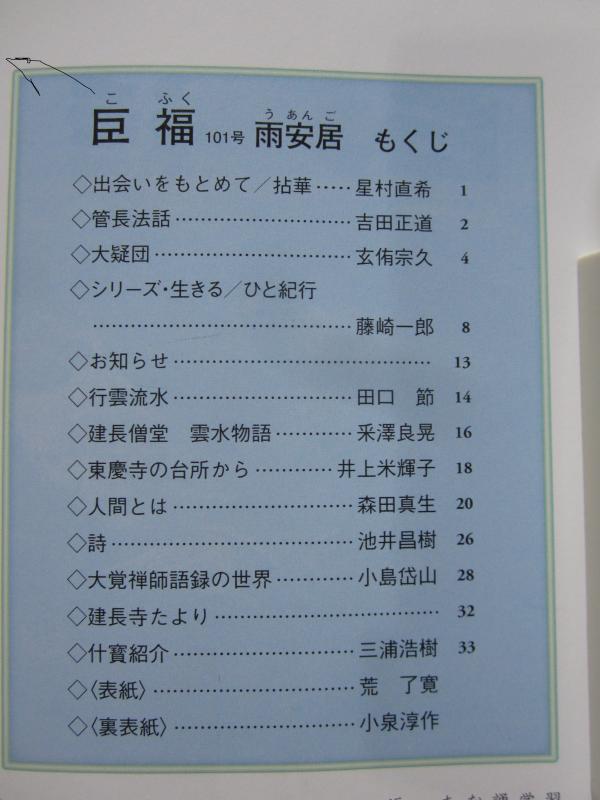 こ ふく うあんご
巨福 101号 雨安居 もくじ
◇出会いをもとめて／拈華‥‥‥星村直希 1
◇管長法話‥‥‥‥‥‥‥‥‥‥吉田正道 2
◇大疑団‥‥‥‥‥‥‥‥‥‥‥玄侑宗久 4
◇シリーズ・生きる／ひと紀行
‥‥‥‥‥‥‥‥‥‥‥‥‥‥藤崎一郎 8
◇お知らせ‥‥‥‥‥‥‥‥‥‥‥‥‥ 13
◇行雲流水‥‥‥‥‥‥‥‥‥‥田口 節 14
◇建長僧堂 雲水物語‥‥‥‥‥采澤良晃 16
◇東慶寺の台所から‥‥‥‥‥井上米輝子 18
◇人間とは‥‥‥‥‥‥‥‥‥‥森田真生 20
◇詩‥‥‥‥‥‥‥‥‥‥‥‥‥池井昌樹 26
◇大覚禅師語録の世界‥‥‥‥‥小島岱山 28
◇建長寺たより‥‥‥‥‥‥‥‥‥‥‥ 32
◇什寳紹介‥‥‥‥‥‥‥‥‥‥三浦浩樹 33
◇〈表紙〉‥‥‥‥‥‥‥‥‥‥荒 了寛
◇〈裏表紙〉‥‥‥‥‥‥‥‥‥小泉淳作